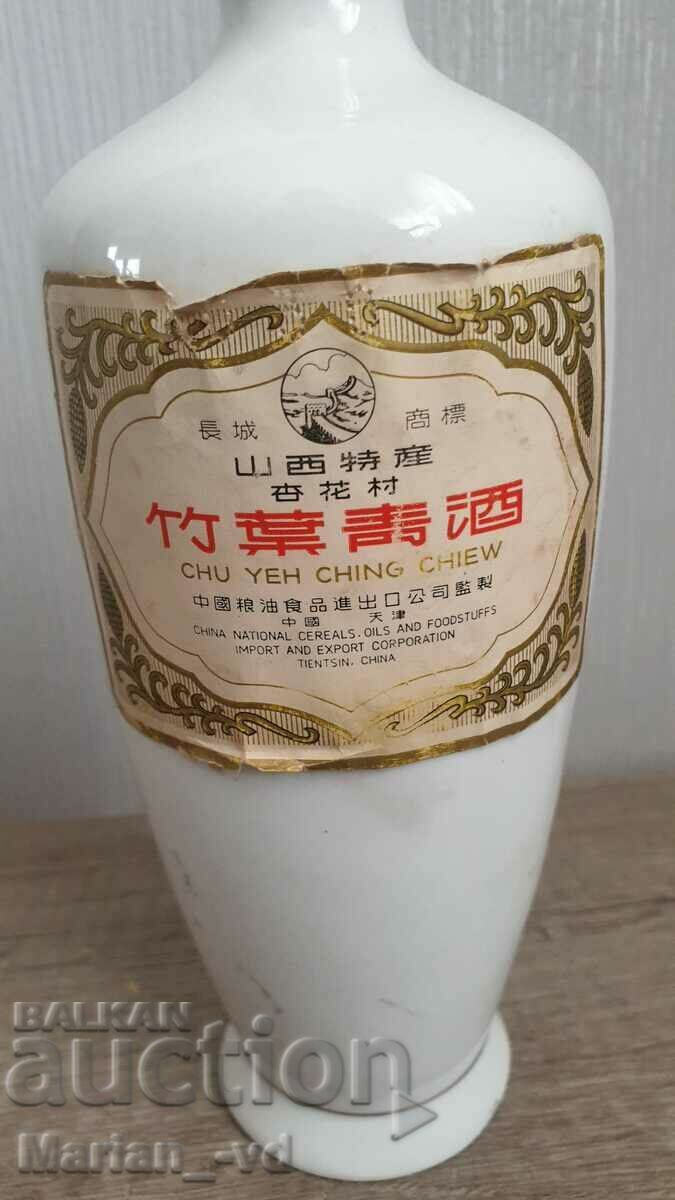 長城 商標
山西特產
杏花村
竹葉青酒
CHU YEH CHING CHIEW
中國粮油食品進出口公司監製
中國 天津
CHINA NATIONAL CEREALS, OILS AND FOODSTUFFS
IMPORT AND EXPORT CORPORATION
TIENTSIN, CHINA
BALKAN
auction
Marian_-vd